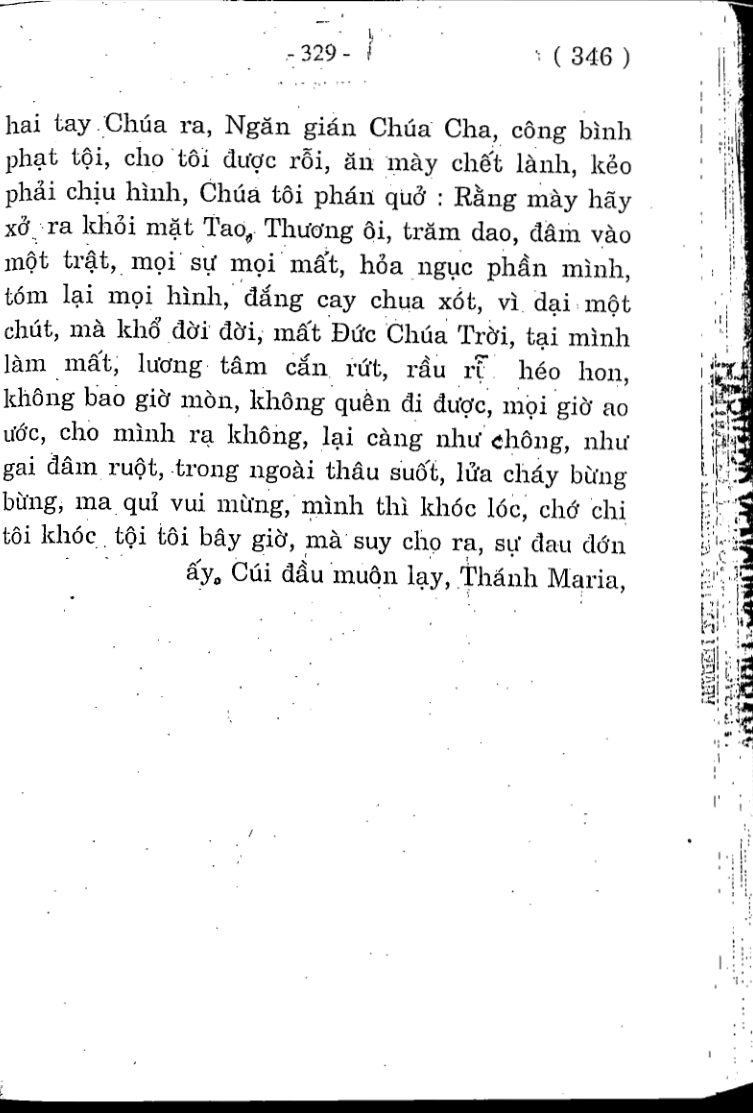 - 329 -
( 346 )
hai tay Chúa ra, Ngăn gián Chúa Cha, công bình
phạt tội, cho tôi được rỗi, ăn mày chết lành, kẻo
phải chịu hình, Chúa tôi phán quở : Rằng mày hãy
xở ra khỏi mặt Tao, Thương ôi, trăm dao, đâm vào
một trật, mọi sự mọi mất, hỏa ngục phần mình,
tóm lại mọi hình, đắng cay chua xót, vì dại một
chút, mà khổ đời đời, mất Đức Chúa Trời, tại mình
làm mất, lương tâm cắn rứt, rầu rĩ héo hon,
không bao giờ mòn, không quên đi được, mọi giờ ao
ước, cho mình rạ không, lại càng như chông, như
gai đâm ruột, trong ngoài thâu suốt, lửa cháy bừng
bừng, ma quỉ vui mừng, mình thì khóc lóc, chớ chi
tôi khóc tội tôi bây giờ, mà suy chọ ra, sự đau đớn
ấy. Cúi đầu muôn lạy, Thánh Maria,